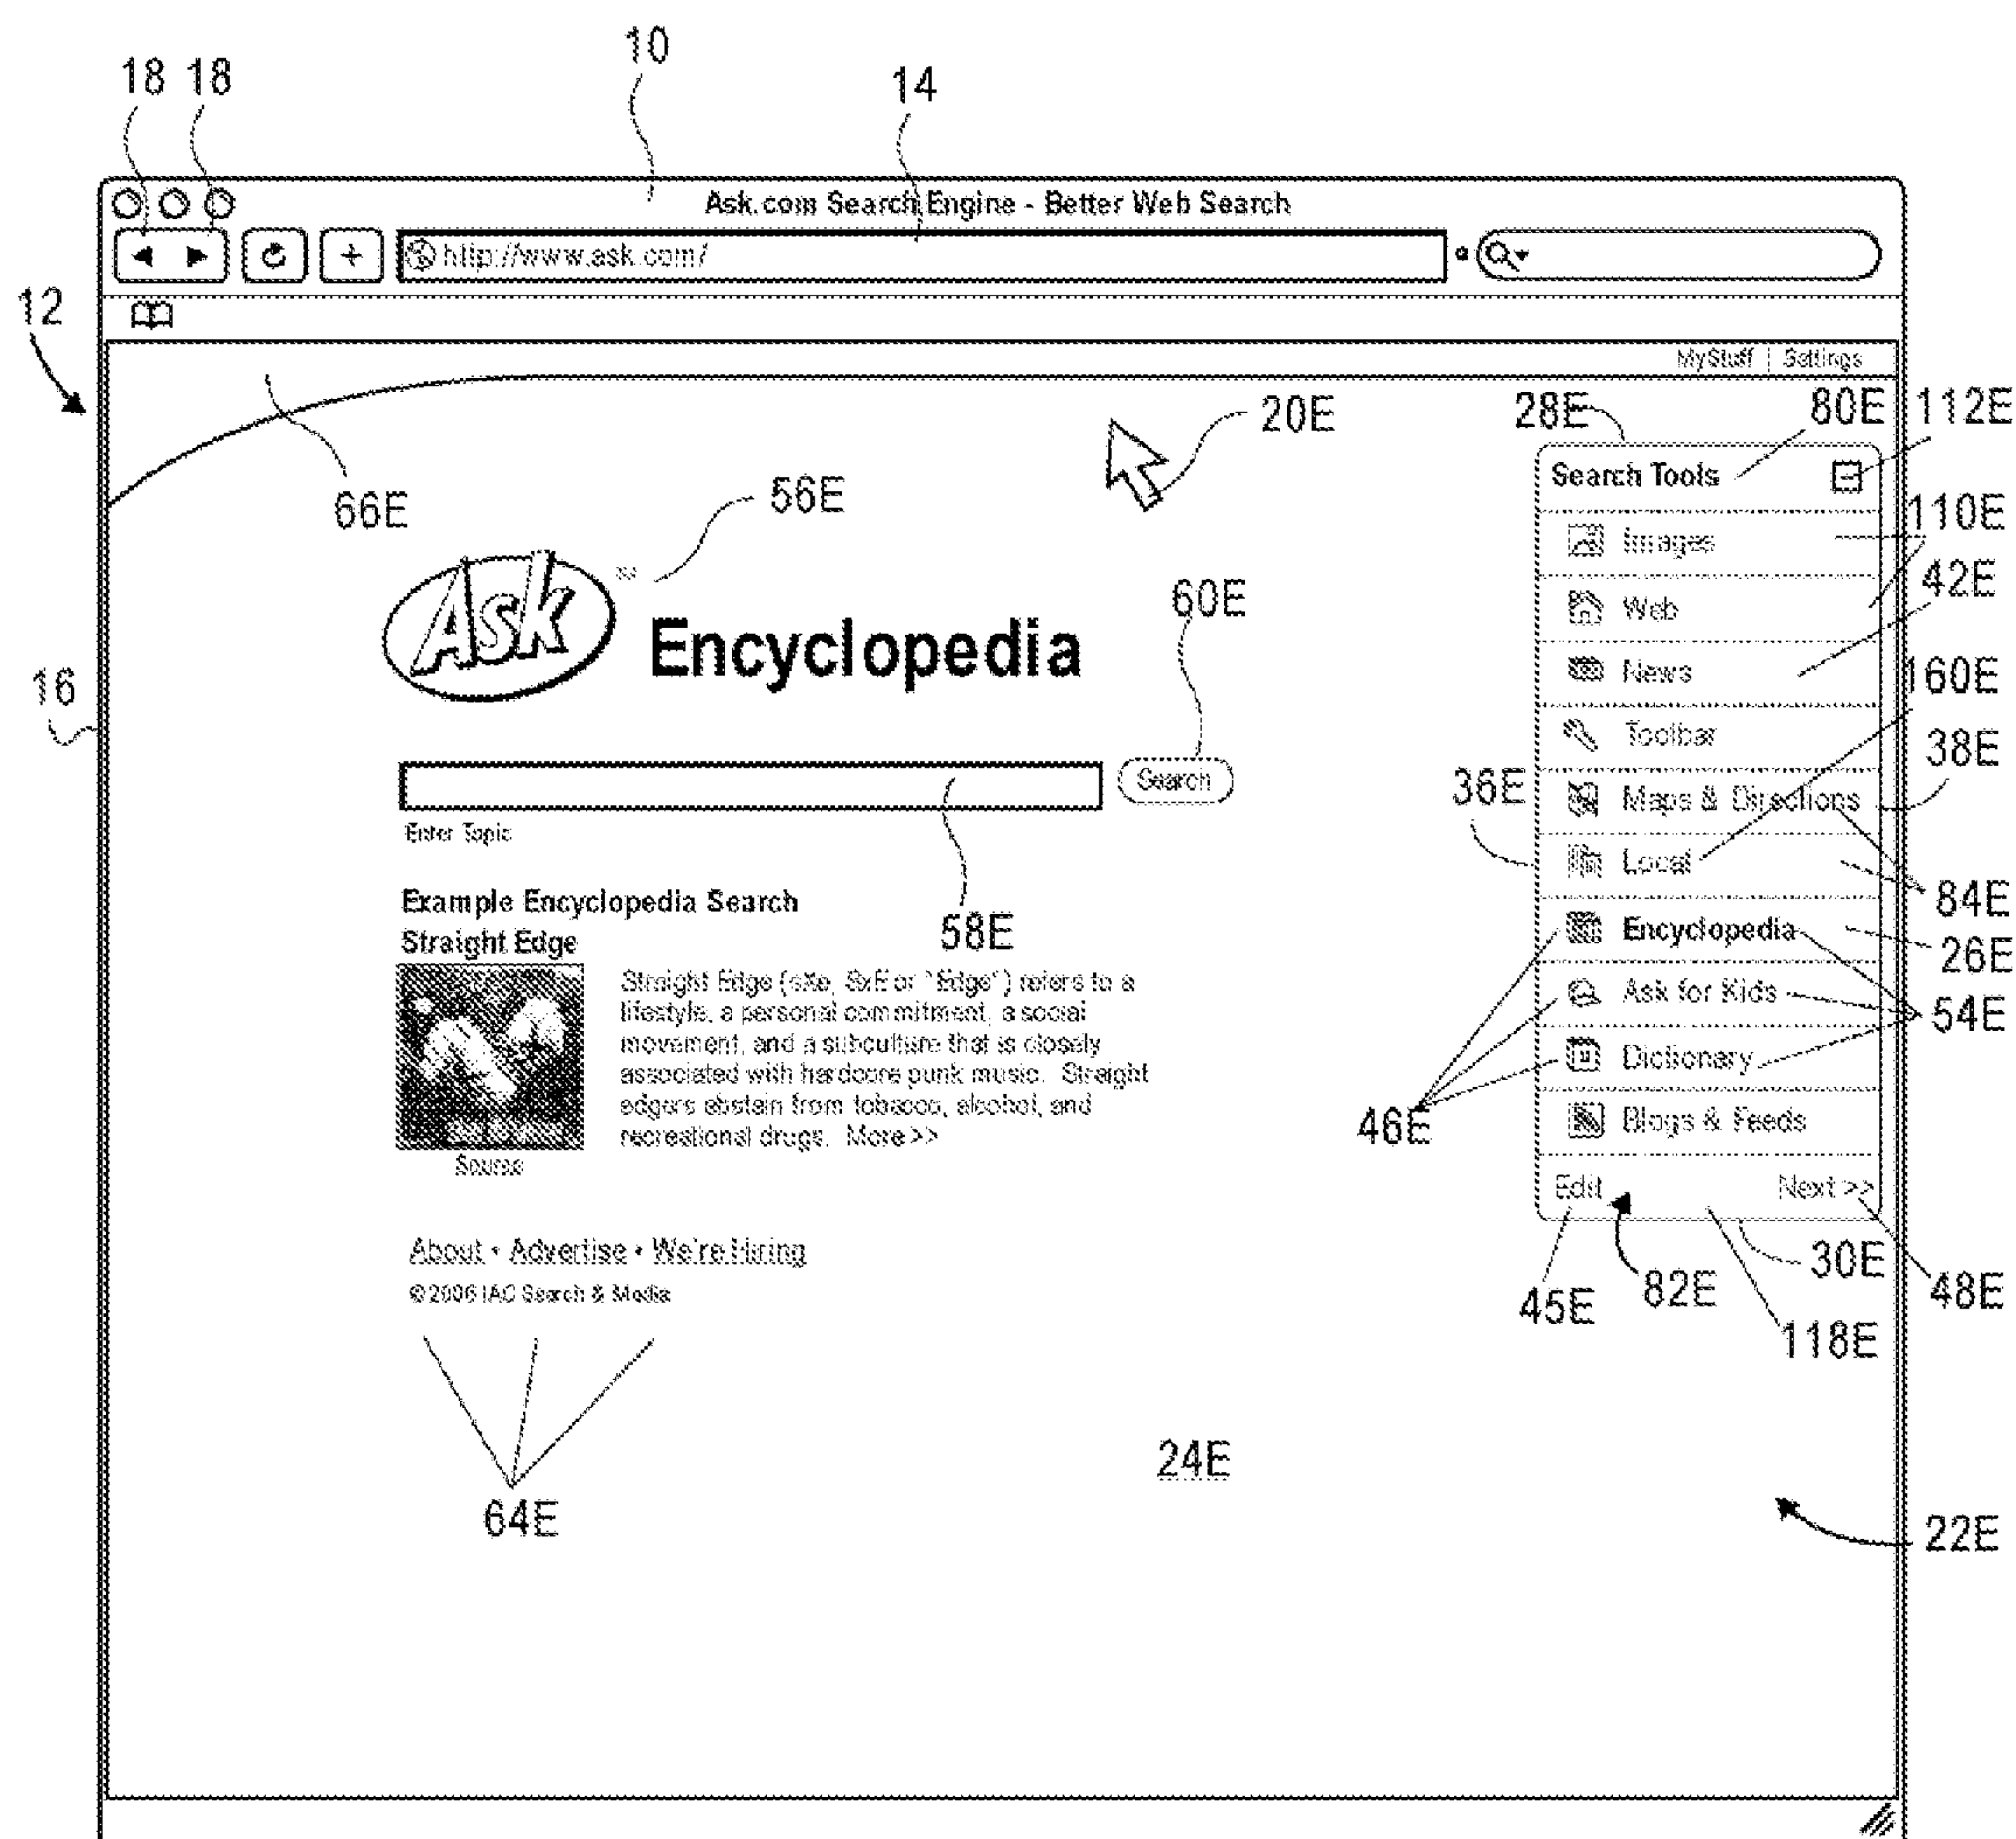 10
18 18
14
Ask.com Search Engine - Better Web Search
http://www.ask.com/
12
MyStuff | Settings
20E
28E
80E
112E
Search Tools
66E
56E
110E
Images
Ask
SM
Encyclopedia
60E
42E
Web
16
News
160E
Toolbar
38E
Search
36E
Maps & Directions
Enter Topic
Local
84E
Example Encyclopedia Search
58E
Encyclopedia
26E
Straight Edge
Straight Edge (sXe, SxE or "Edge") refers to a
lifestyle, a personal commitment, a social
movement, and a subculture that is closely
associated with hardcore punk music. Straight
edgers abstain from tobacco, alcohol, and
recreational drugs. More >>
Source
Ask for Kids
54E
Dictionary
46E
Blogs & Feeds
Edit
Next >>
About • Advertise • We're Hiring
© 2006 IAC Search & Media
45E
82E
30E
48E
118E
24E
64E
22E